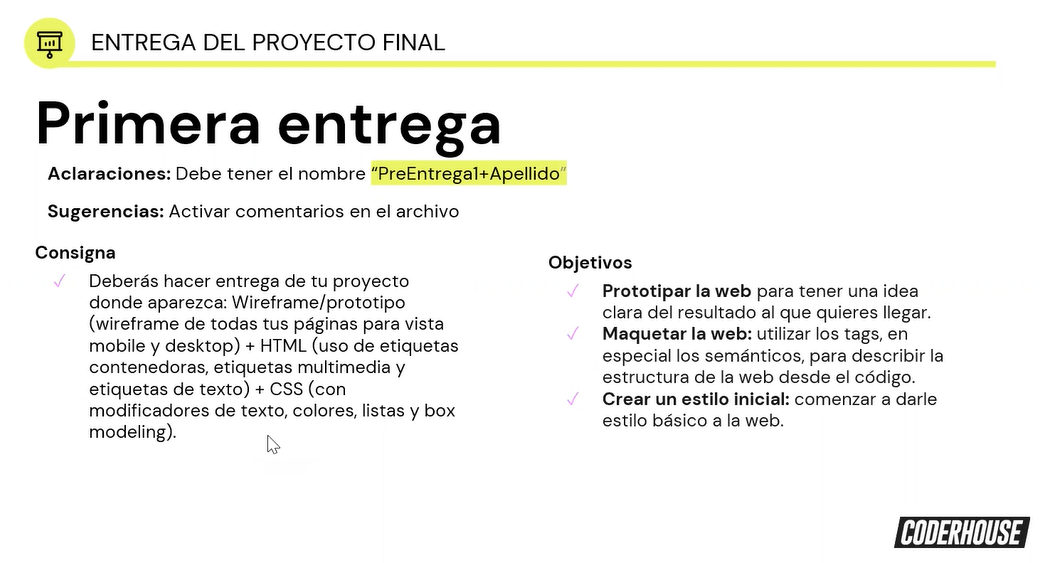 ENTREGA DEL PROYECTO FINAL
Primera entrega
Aclaraciones: Debe tener el nombre “PreEntrega1+Apellido”
Sugerencias: Activar comentarios en el archivo
Consigna
✓ Deberás hacer entrega de tu proyecto
donde aparezca: Wireframe/prototipo
(wireframe de todas tus páginas para vista
mobile y desktop) + HTML (uso de etiquetas
contenedoras, etiquetas multimedia y
etiquetas de texto) + CSS (con
modificadores de texto, colores, listas y box
modeling).
Objetivos
✓ Prototipar la web para tener una idea
clara del resultado al que quieres llegar.
✓ Maquetar la web: utilizar los tags, en
especial los semánticos, para describir la
estructura de la web desde el código.
✓ Crear un estilo inicial: comenzar a darle
estilo básico a la web.
CODERHOUSE